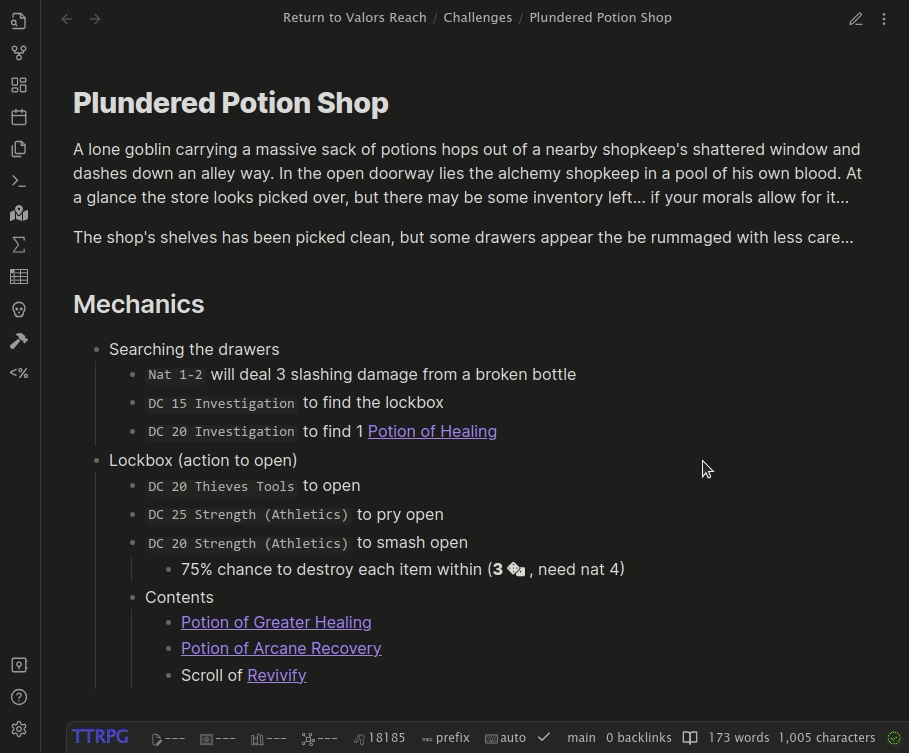 Return to Valors Reach / Challenges / Plundered Potion Shop
Plundered Potion Shop
A lone goblin carrying a massive sack of potions hops out of a nearby shopkeep's shattered window and
dashes down an alley way. In the open doorway lies the alchemy shopkeep in a pool of his own blood. At
a glance the store looks picked over, but there may be some inventory left... if your morals allow for it...
The shop's shelves has been picked clean, but some drawers appear the be rummaged with less care...
Mechanics
Searching the drawers
Nat 1-2 will deal 3 slashing damage from a broken bottle
DC 15 Investigation to find the lockbox
DC 20 Investigation to find 1 Potion of Healing
Lockbox (action to open)
DC 20 Thieves Tools to open
DC 25 Strength (Athletics) to pry open
DC 20 Strength (Athletics) to smash open
75% chance to destroy each item within (3 , need nat 4)
Contents
Potion of Greater Healing
Potion of Arcane Recovery
Scroll of Revivify
<%
TTRPG --- --- --- --- 18185 prefix auto main 0 backlinks 173 words 1,005 characters